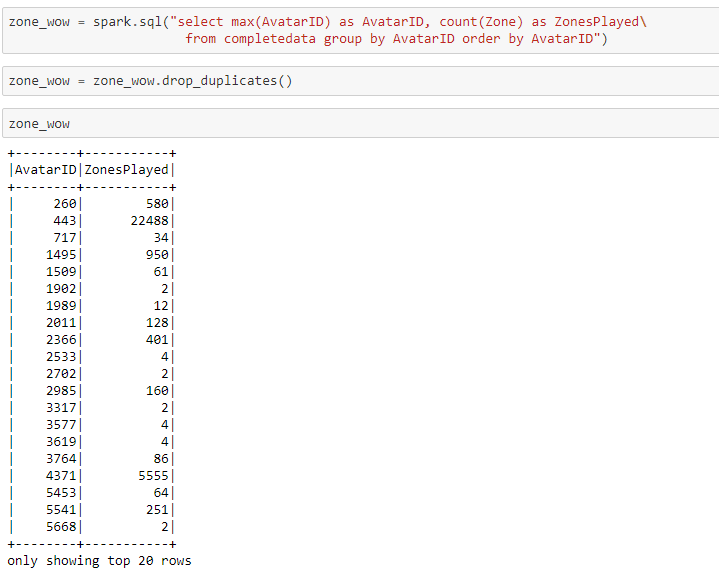 zone_wow = spark.sql("select max(AvatarID) as AvatarID, count(Zone) as ZonesPlayed\
                      from completedata group by AvatarID order by AvatarID")
zone_wow = zone_wow.drop_duplicates()
zone_wow
+--------+-----------+
|AvatarID|ZonesPlayed|
+--------+-----------+
|     260|        580|
|     443|      22488|
|     717|         34|
|    1495|        950|
|    1509|         61|
|    1902|          2|
|    1989|         12|
|    2011|        128|
|    2366|        401|
|    2533|          4|
|    2702|          2|
|    2985|        160|
|    3317|          2|
|    3577|          4|
|    3619|          4|
|    3764|         86|
|    4371|       5555|
|    5453|         64|
|    5541|        251|
|    5668|          2|
+--------+-----------+
only showing top 20 rows